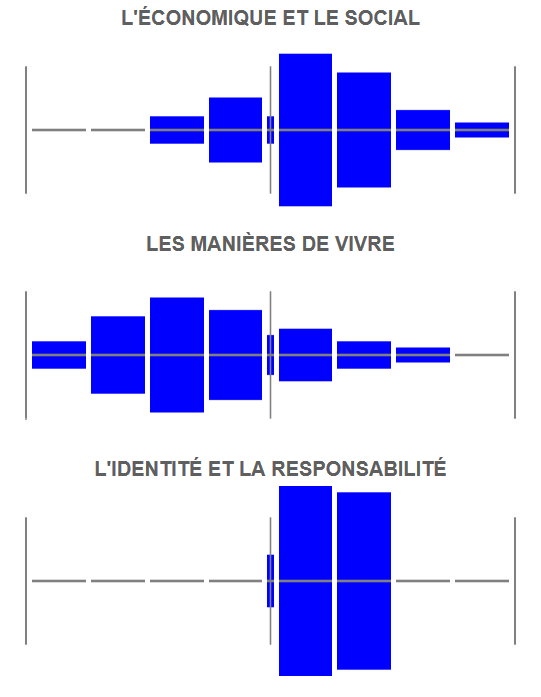 L'ÉCONOMIQUE ET LE SOCIAL
LES MANIÈRES DE VIVRE
L'IDENTITÉ ET LA RESPONSABILITÉ